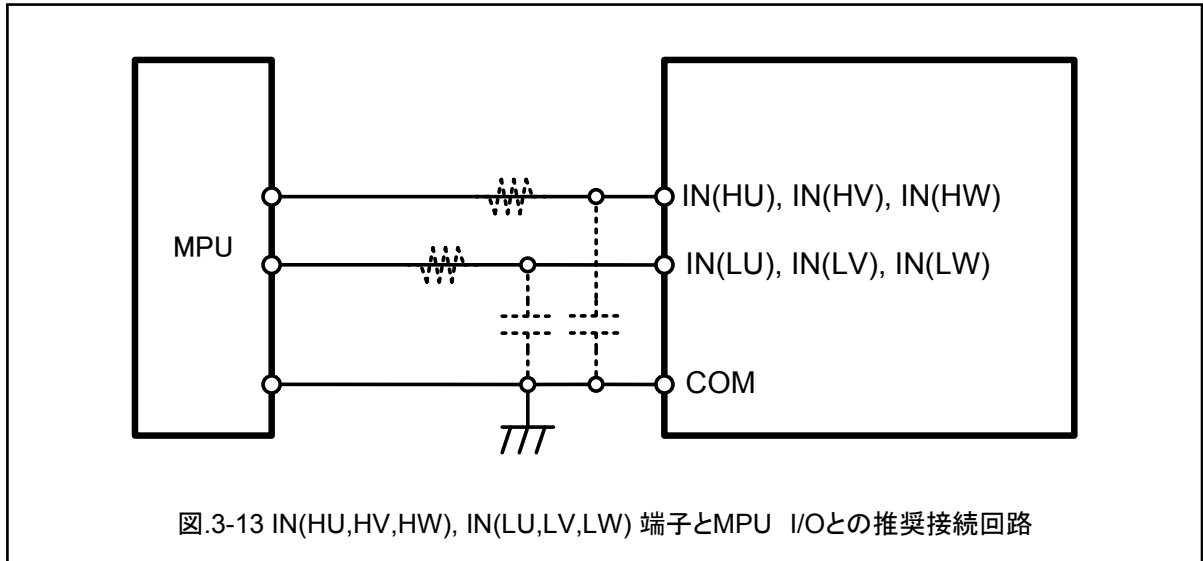 IN(HU), IN(HV), IN(HW)
MPU
IN(LU), IN(LV), IN(LW)
COM
図.3-13 IN(HU,HV,HW), IN(LU,LV,LW) 端子とMPU I/Oとの推奨接続回路